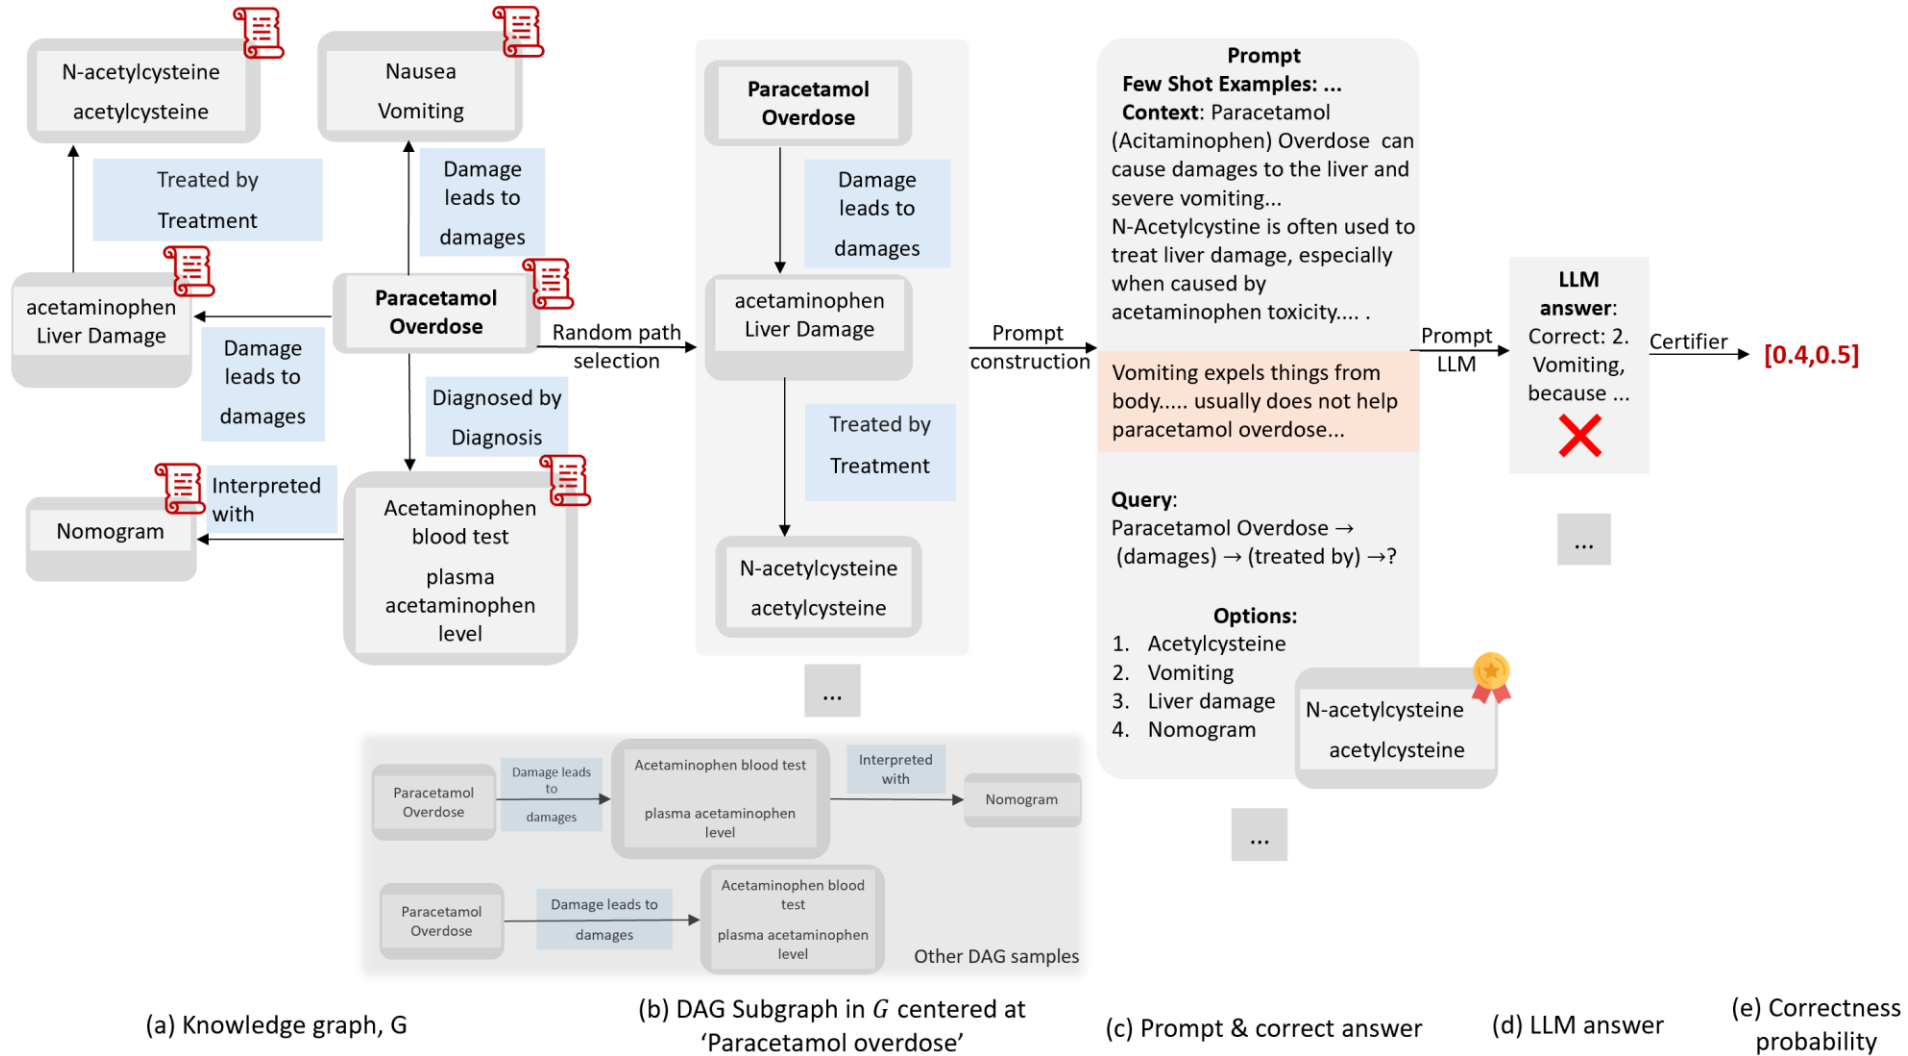 N-acetylcysteine
acetylcysteine
Nausea
Vomiting
Treated by
Treatment
Damage
leads to
damages
acetaminophen
Liver Damage
Paracetamol
Overdose
Damage
leads to
damages
Diagnosed by
Diagnosis
Interpreted
with
Nomogram
Acetaminophen
blood test
plasma
acetaminophen
level
Random path
selection
Paracetamol
Overdose
Damage
leads to
damages
acetaminophen
Liver Damage
Treated by
Treatment
N-acetylcysteine
acetylcysteine
...
Paracetamol
Overdose
Damage leads
to
damages
Acetaminophen blood test
plasma acetaminophen
level
Interpreted
with
Nomogram
Paracetamol
Overdose
Damage leads to
damages
Acetaminophen blood
test
plasma acetaminophen
level
Other DAG samples
Prompt
construction
Prompt
Few Shot Examples: ...
Context: Paracetamol
(Acitaminophen) Overdose can
cause damages to the liver and
severe vomiting...
N-Acetylcystine is often used to
treat liver damage, especially
when caused by
acetaminophen toxicity.... .
Vomiting expels things from
body..... usually does not help
paracetamol overdose...
Query:
Paracetamol Overdose →
(damages) → (treated by) →?
Options:
1. Acetylcysteine
2. Vomiting
3. Liver damage
4. Nomogram
N-acetylcysteine
acetylcysteine
...
Prompt
LLM
LLM
answer:
Correct: 2.
Vomiting,
because ...
...
Certifier
[0.4,0.5]
(a) Knowledge graph, G
(b) DAG Subgraph in G centered at
‘Paracetamol overdose’
(c) Prompt & correct answer
(d) LLM answer
(e) Correctness
probability